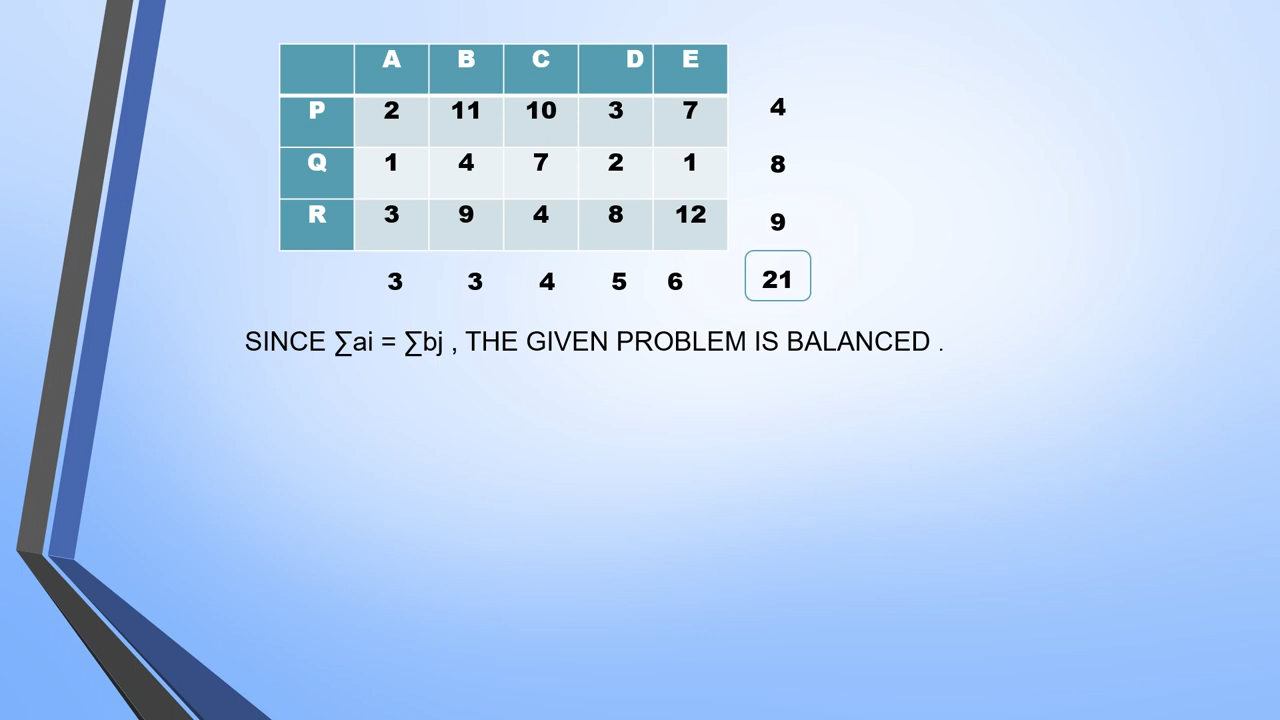 A B C D E
P 2 11 10 3 7 4
Q 1 4 7 2 1 8
R 3 9 4 8 12 9
3 3 4 5 6 21
SINCE ∑ai = ∑bj , THE GIVEN PROBLEM IS BALANCED .